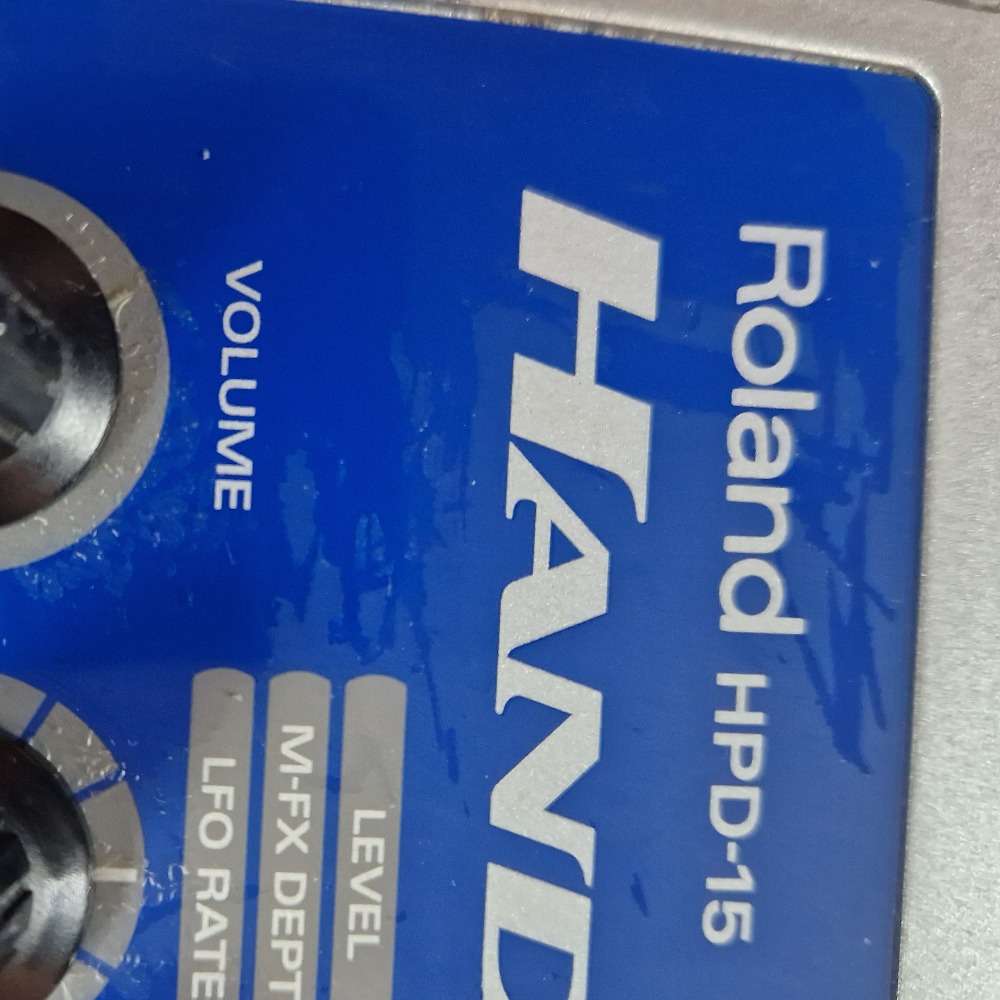 Roland HPD-15
HAND
VOLUME
LEVEL
M-FX DEPT
LFO RATE